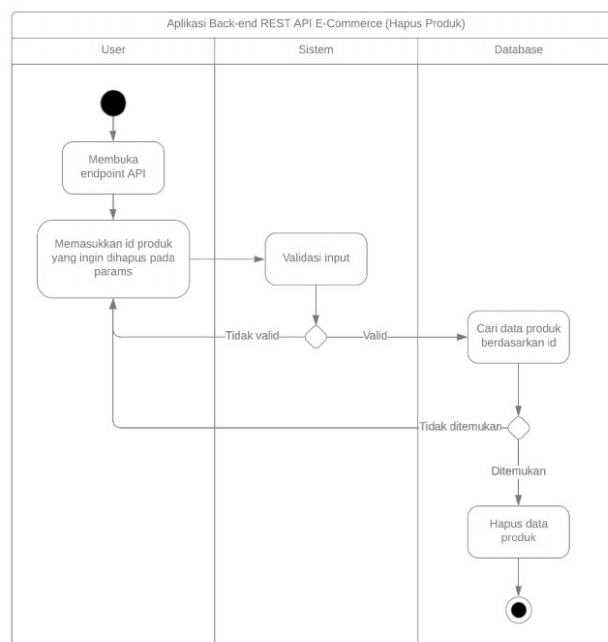 Aplikasi Back-end REST API E-Commerce (Hapus Produk)
User
Sistem
Database
Membuka
endpoint API
Memasukkan id produk
yang ingin dihapus pada
params
Validasi input
Tidak valid
Valid
Cari data produk
berdasarkan id
Tidak ditemukan
Ditemukan
Hapus data
produk